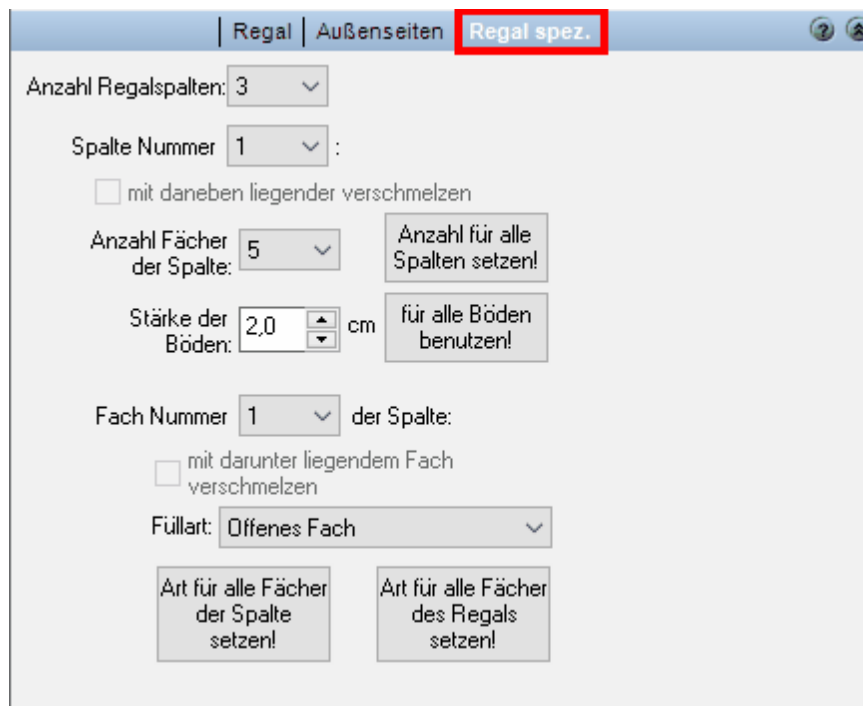 Regal Außenseiten Regal spez. ?
Anzahl Regalspalten: 3
Spalte Nummer 1 :
mit daneben liegender verschmelzen
Anzahl Fächer
der Spalte: 5
Anzahl für alle
Spalten setzen!
Stärke der
Böden: 2,0 cm
für alle Böden
benutzen!
Fach Nummer 1 der Spalte:
mit darunter liegendem Fach
verschmelzen
Füllart: Offenes Fach
Art für alle Fächer
der Spalte
setzen!
Art für alle Fächer
des Regals
setzen!